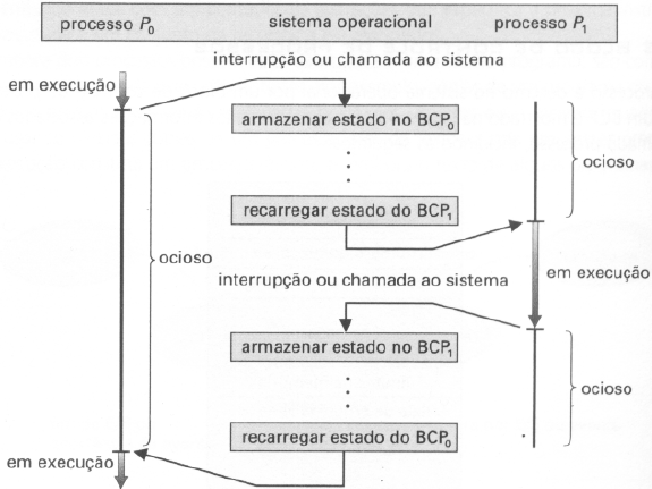 processo P0 sistema operacional processo P1
interrupção ou chamada ao sistema
em execução
armazenar estado no BCP0
ocioso
recarregar estado do BCP1
ocioso
interrupção ou chamada ao sistema
em execução
armazenar estado no BCP1
ocioso
recarregar estado do BCP0
em execução